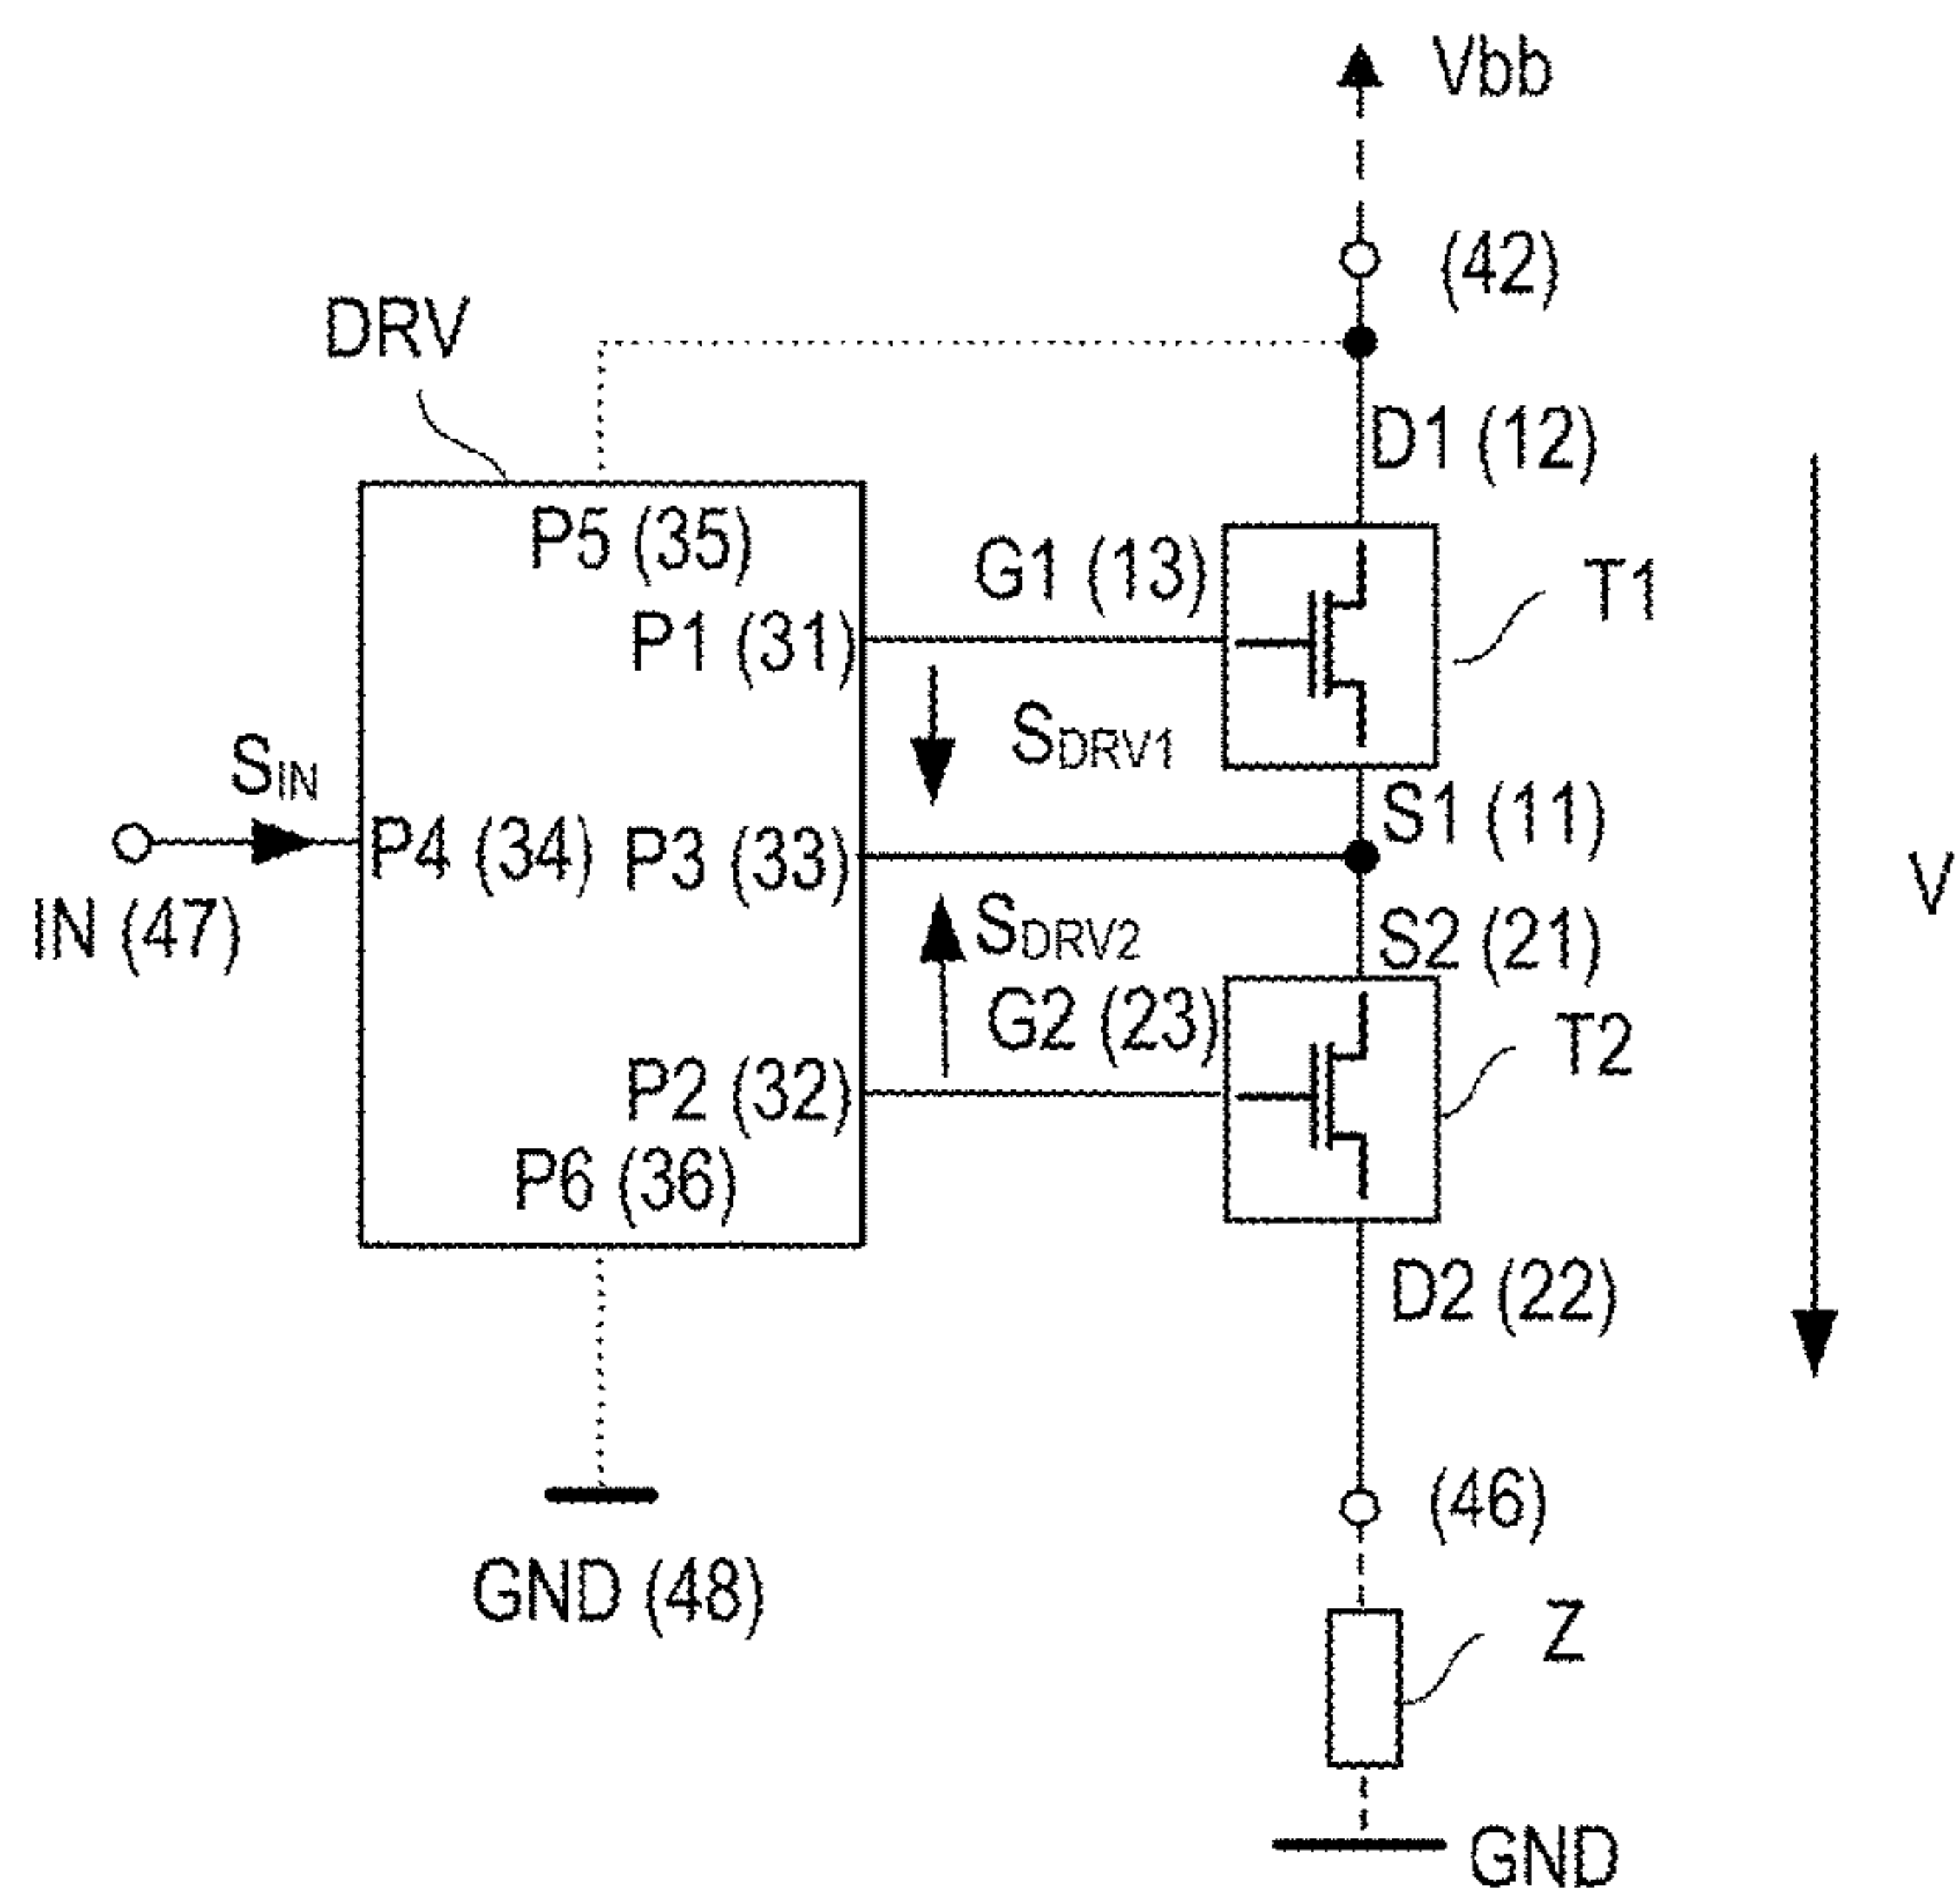 Vbb
(42)
DRV
D1 (12)
P5 (35)
G1 (13)
T1
P1 (31)
SDRV1
SIN
S1 (11)
P4 (34)
P3 (33)
V
IN (47)
SDRV2
S2 (21)
G2 (23)
T2
P2 (32)
P6 (36)
D2 (22)
(46)
GND (48)
Z
GND